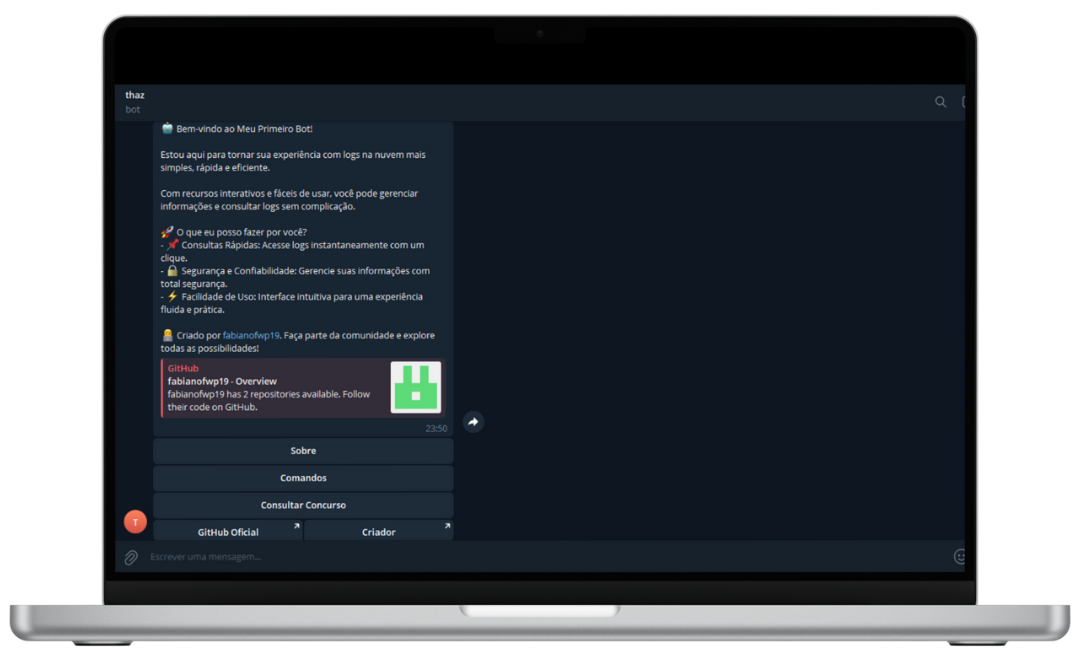 thaz
bot
Bem-vindo ao Meu Primeiro Bot!
Estou aqui para tornar sua experiência com logs na nuvem mais
simples, rápida e eficiente.
Com recursos interativos e fáceis de usar, você pode gerenciar
informações e consultar logs sem complicação.
🚀 O que eu posso fazer por você?
- 📌 Consultas Rápidas: Acesse logs instantaneamente com um
clique.
- 🔒 Segurança e Confiabilidade: Gerencie suas informações com
total segurança.
- ⚡ Facilidade de Uso: Interface intuitiva para uma experiência
fluida e prática.
Criado por fabianofwp19. Faça parte da comunidade e explore
todas as possibilidades!
GitHub
fabianofwp19 - Overview
fabianofwp19 has 2 repositories available. Follow
their code on GitHub.
23:50
Sobre
Comandos
Consultar Concurso
T
GitHub Oficial
Criador
Escrever uma mensagem...